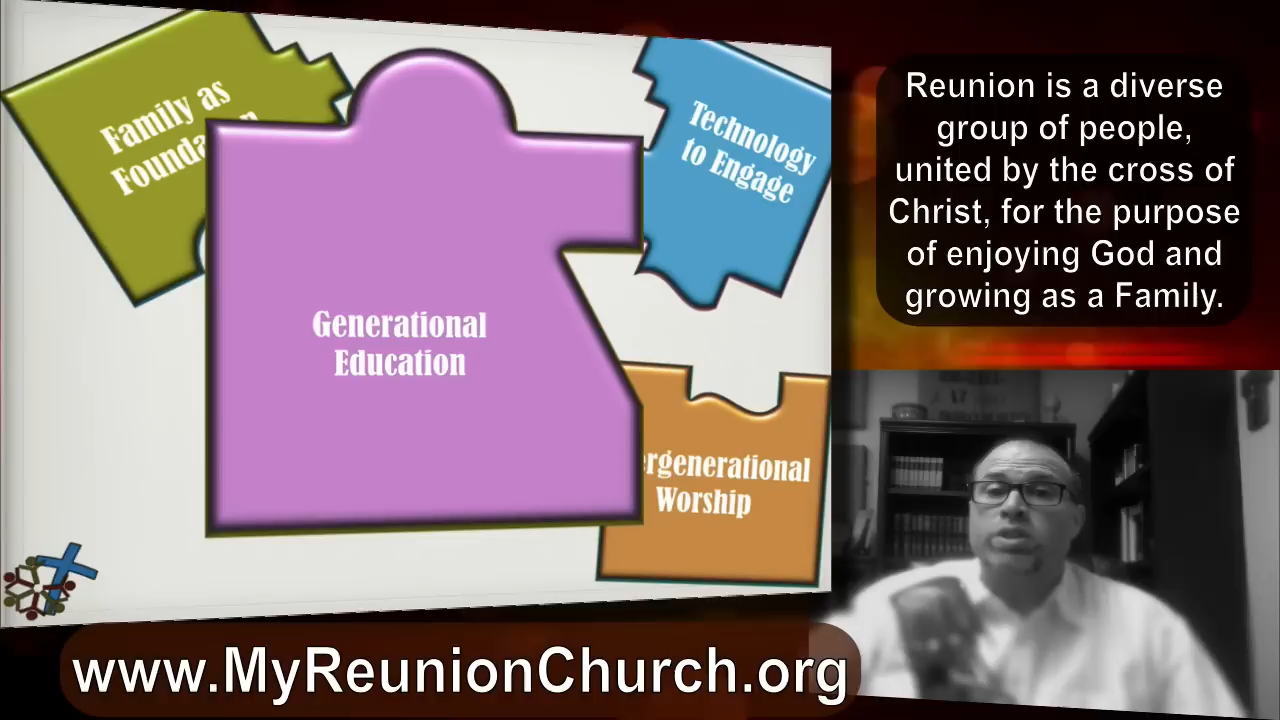 Family as
Technology
to Engage
Generational
Education
Worship
Reunion is a diverse
group of people,
united by the cross of
Christ, for the purpose
of enjoying God and
growing as a Family.
www.MyReunionChurch.org